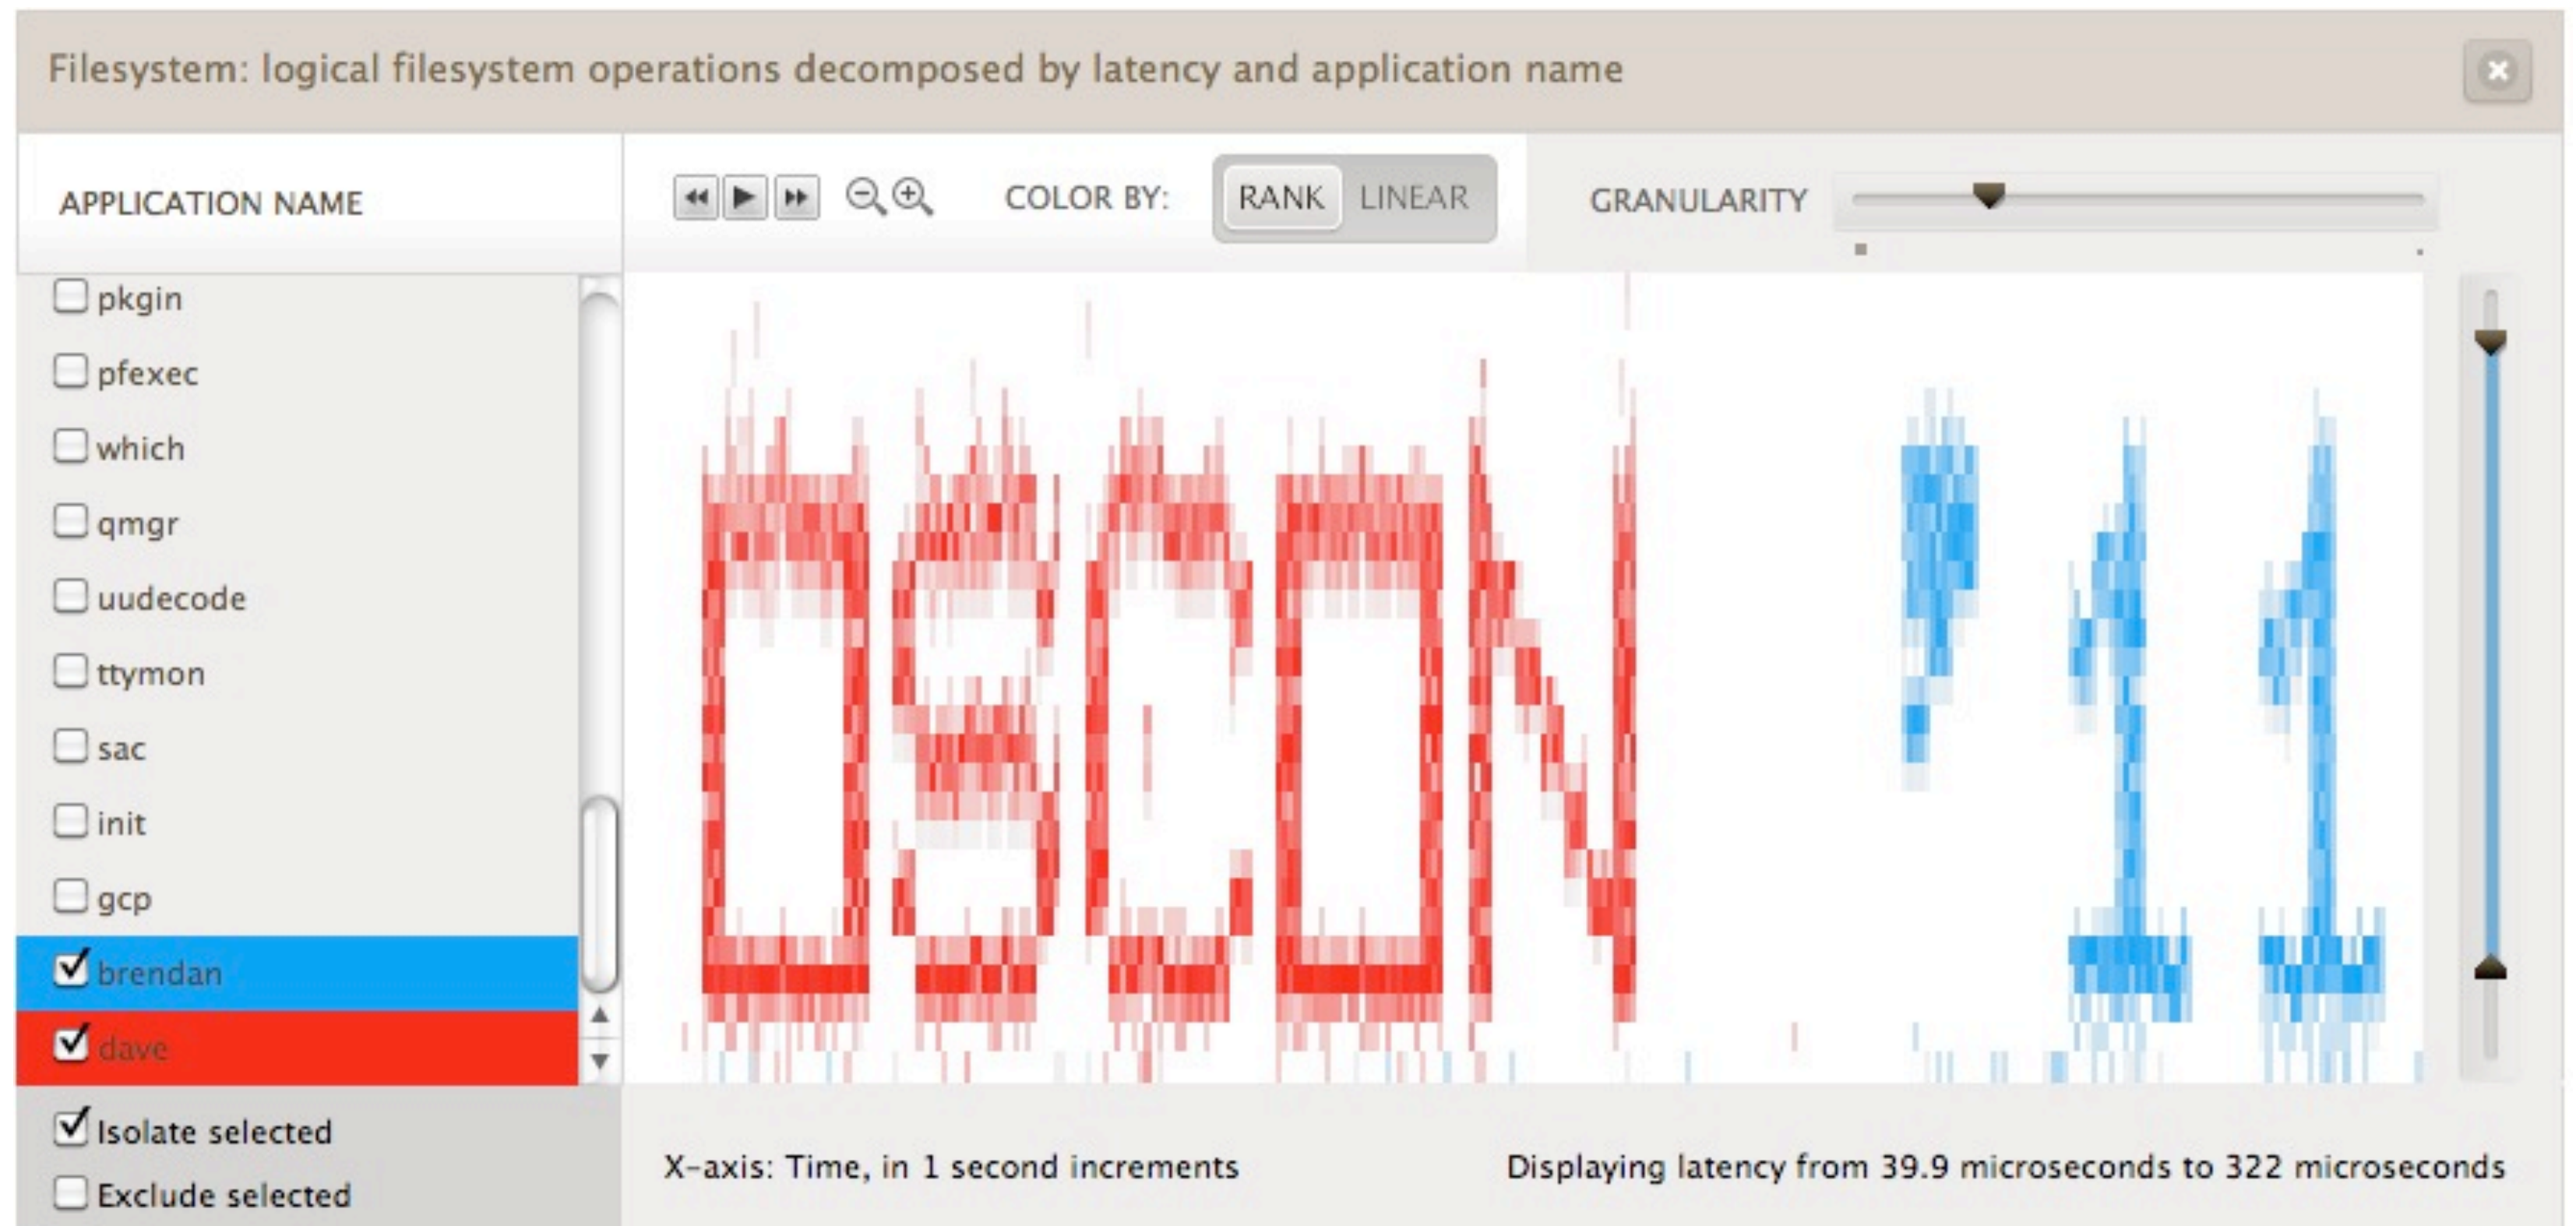 Filesystem: logical filesystem operations decomposed by latency and application name
APPLICATION NAME
COLOR BY: RANK LINEAR
GRANULARITY
pkgin
pfexec
which
qmgr
uudecode
ttymon
sac
init
gcp
brendan
dave
Isolate selected
Exclude selected
OSCON '11
X-axis: Time, in 1 second increments
Displaying latency from 39.9 microseconds to 322 microseconds